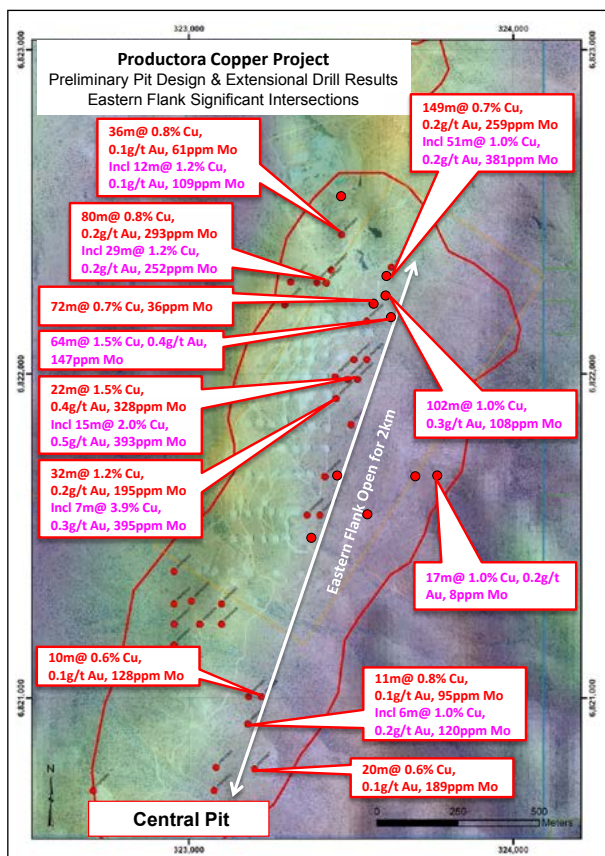 323,000
324,000
6,823,000
6,823,000
Productora Copper Project
Preliminary Pit Design & Extensional Drill Results
Eastern Flank Significant Intersections
36m@ 0.8% Cu,
0.1g/t Au, 61ppm Mo
Incl 12m@ 1.2% Cu,
0.1g/t Au, 109ppm Mo
149m@ 0.7% Cu,
0.2g/t Au, 259ppm Mo
Incl 51m@ 1.0% Cu,
0.2g/t Au, 381ppm Mo
80m@ 0.8% Cu,
0.2g/t Au, 293ppm Mo
Incl 29m@ 1.2% Cu,
0.2g/t Au, 252ppm Mo
72m@ 0.7% Cu, 36ppm Mo
64m@ 1.5% Cu, 0.4g/t Au,
147ppm Mo
6,822,000
6,822,000
22m@ 1.5% Cu,
0.4g/t Au, 328ppm Mo
Incl 15m@ 2.0% Cu,
0.5g/t Au, 393ppm Mo
102m@ 1.0% Cu,
0.3g/t Au, 108ppm Mo
32m@ 1.2% Cu,
0.2g/t Au, 195ppm Mo
Incl 7m@ 3.9% Cu,
0.3g/t Au, 395ppm Mo
Eastern Flank Open for 2km
17m@ 1.0% Cu, 0.2g/t
Au, 8ppm Mo
10m@ 0.6% Cu,
0.1g/t Au, 128ppm Mo
11m@ 0.8% Cu,
0.1g/t Au, 95ppm Mo
Incl 6m@ 1.0% Cu,
0.2g/t Au, 120ppm Mo
6,821,000
6,821,000
20m@ 0.6% Cu,
0.1g/t Au, 189ppm Mo
N
Central Pit
0 250 500
Meters
323,000
324,000